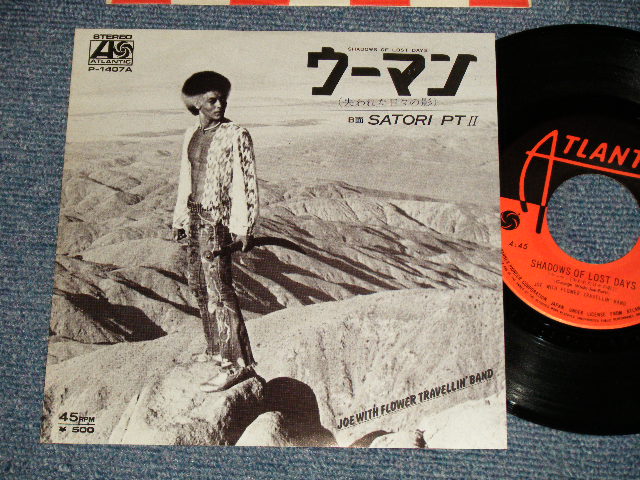 STEREO
ATLANTIC
P-1407A
SHADOWS OF LOST DAYS
ウーマン
(失われた日々の影)
B面 SATORI PT II
45RPM
¥ 500
JOE WITH FLOWER TRAVELLIN' BAND
ATLANT
4:45
SHADOWS OF LOST DAYS
JOE WITH FLOWER TRAVELLIN' BAND